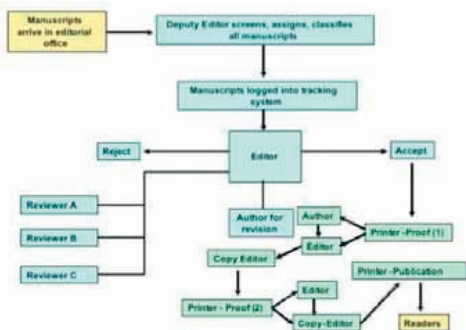 Manuscripts
arrive in editorial
office
Deputy Editor screens, assigns, classifies
all manuscripts
Manuscripts logged into tracking
system
Reject
Editor
Accept
Reviewer A
Reviewer B
Reviewer C
Author for
revision
Author
Editor
Printer -Proof (1)
Copy Editor
Printer -Publication
Printer - Proof (2)
Editor
Copy-Editor
Readers